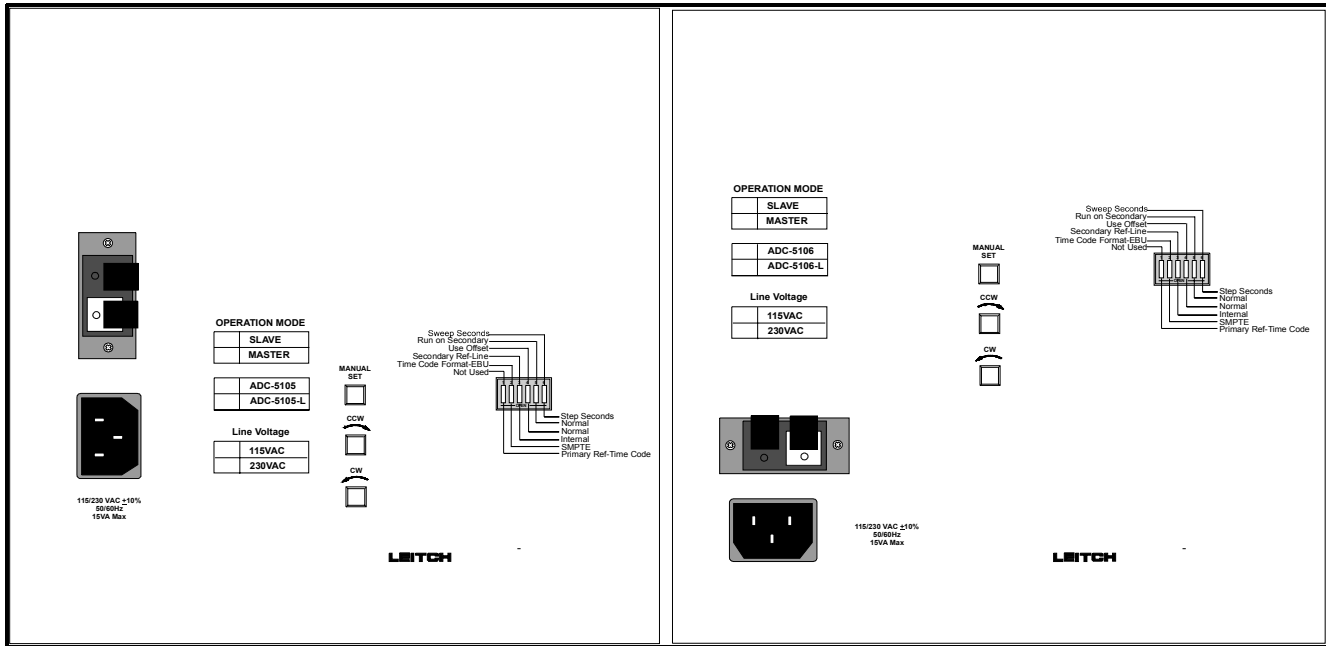 OPERATION MODE
SLAVE
MASTER
ADC-5105
ADC-5105-L
Line Voltage
115VAC
230VAC
MANUAL
SET
CCW
CW
Sweep Seconds
Run on Secondary
Use Offset
Secondary Ref-Line
Time Code Format-EBU
Not Used
Step Seconds
Normal
Normal
Internal
SMPTE
Primary Ref-Time Code
115/230 VAC ±10%
50/60Hz
15VA Max
LEITCH
-
OPERATION MODE
SLAVE
MASTER
ADC-5106
ADC-5106-L
Line Voltage
115VAC
230VAC
MANUAL
SET
CCW
CW
Sweep Seconds
Run on Secondary
Use Offset
Secondary Ref-Line
Time Code Format-EBU
Not Used
Step Seconds
Normal
Normal
Internal
SMPTE
Primary Ref-Time Code
115/230 VAC ±10%
50/60Hz
15VA Max
LEITCH
-